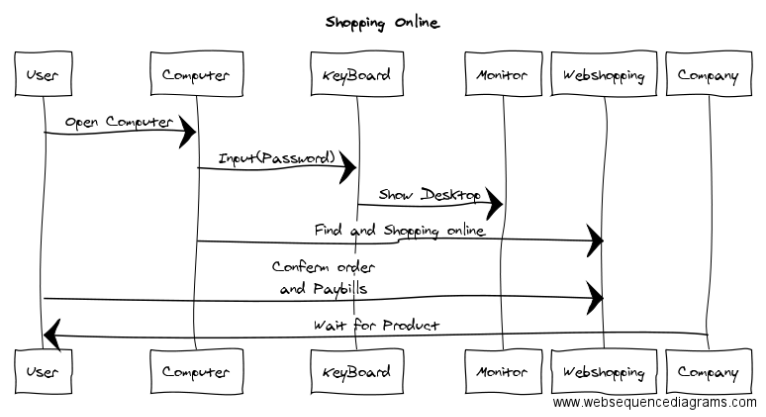 Shopping Online
User Computer KeyBoard Monitor Webshopping Company
Open Computer
Input(Password)
Show Desktop
Find and Shopping online
Conferm order
and Paybills
Wait for Product
User Computer KeyBoard Monitor Webshopping Company
www.websequencediagrams.com